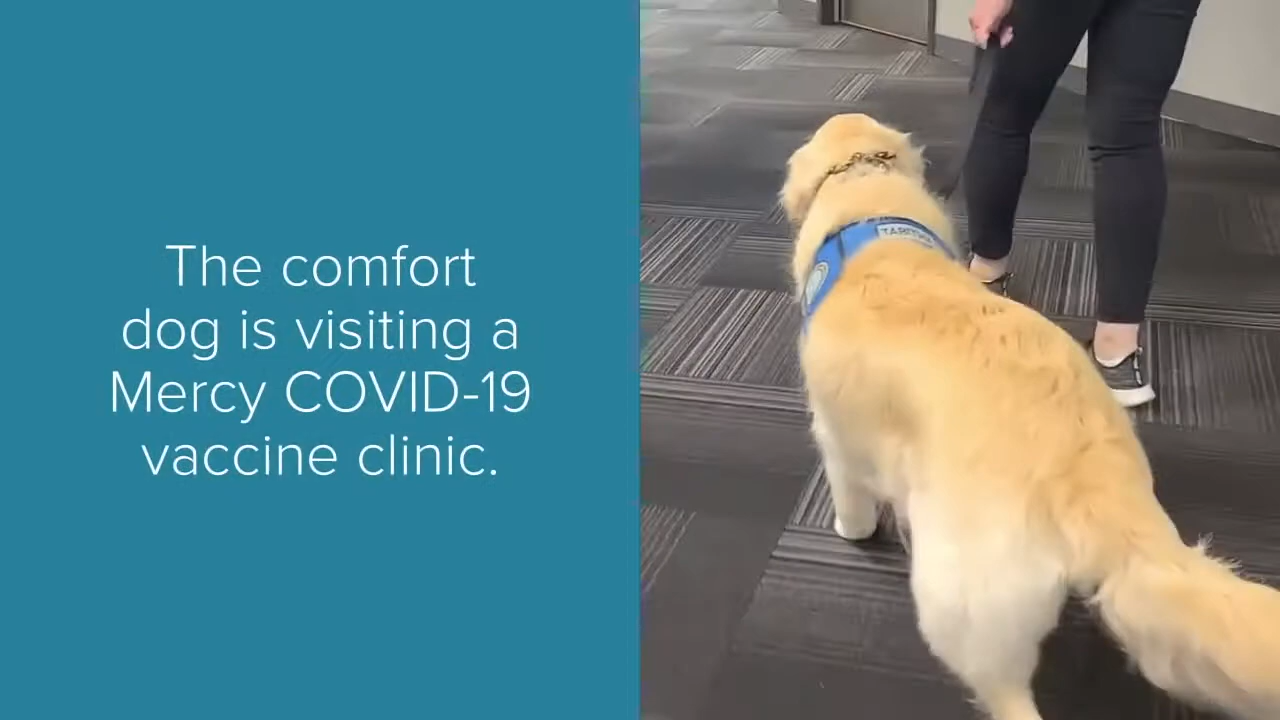 The comfort
dog is visiting a
Mercy COVID-19
vaccine clinic.